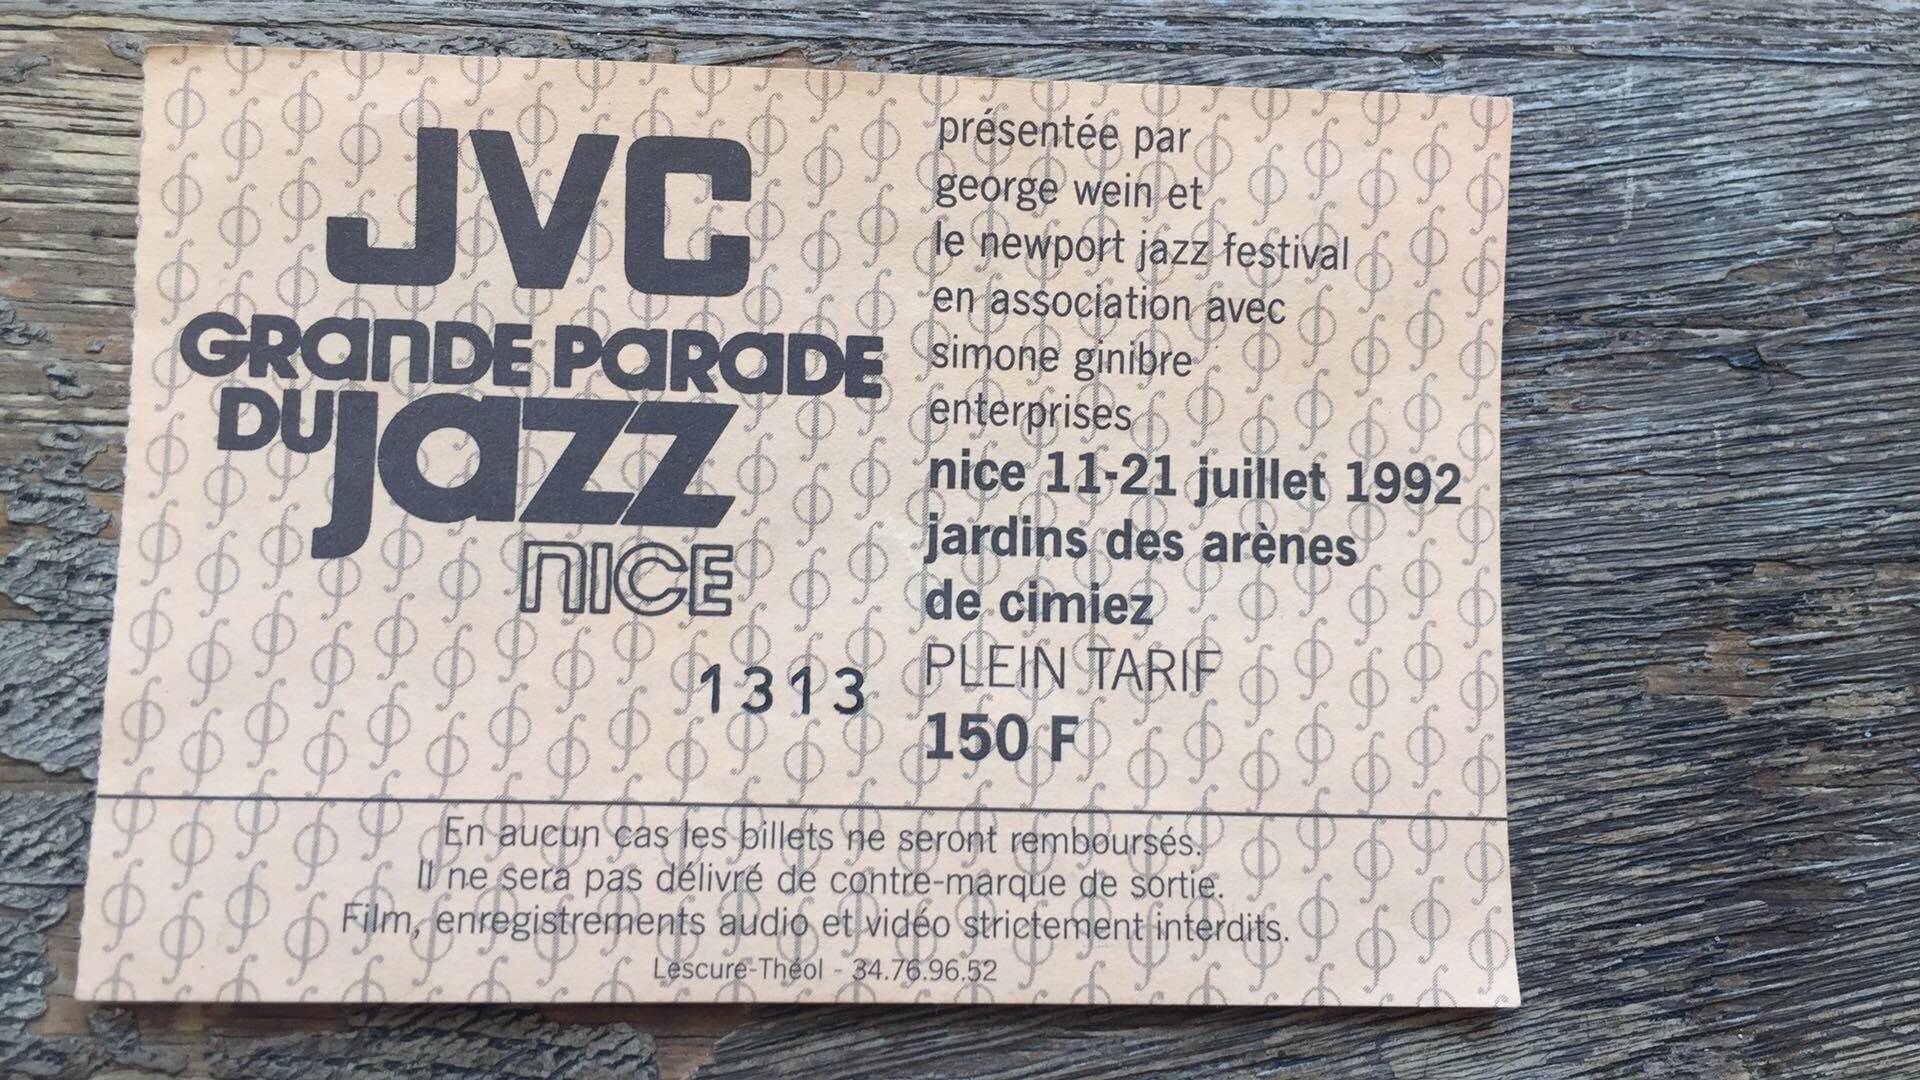 JVC
GRANDE PARADE
DU jazz
NICE
1313
présentée par
george wein et
le newport jazz festival
en association avec
simone ginibre
enterprises
nice 11-21 juillet 1992
jardins des arènes
de cimiez
PLEIN TARIF
150 F
En aucun cas les billets ne seront remboursés.
Il ne sera pas délivré de contre-marque de sortie.
Film, enregistrements audio et vidéo strictement interdits.
Lescure-Théol - 34.76.96.52